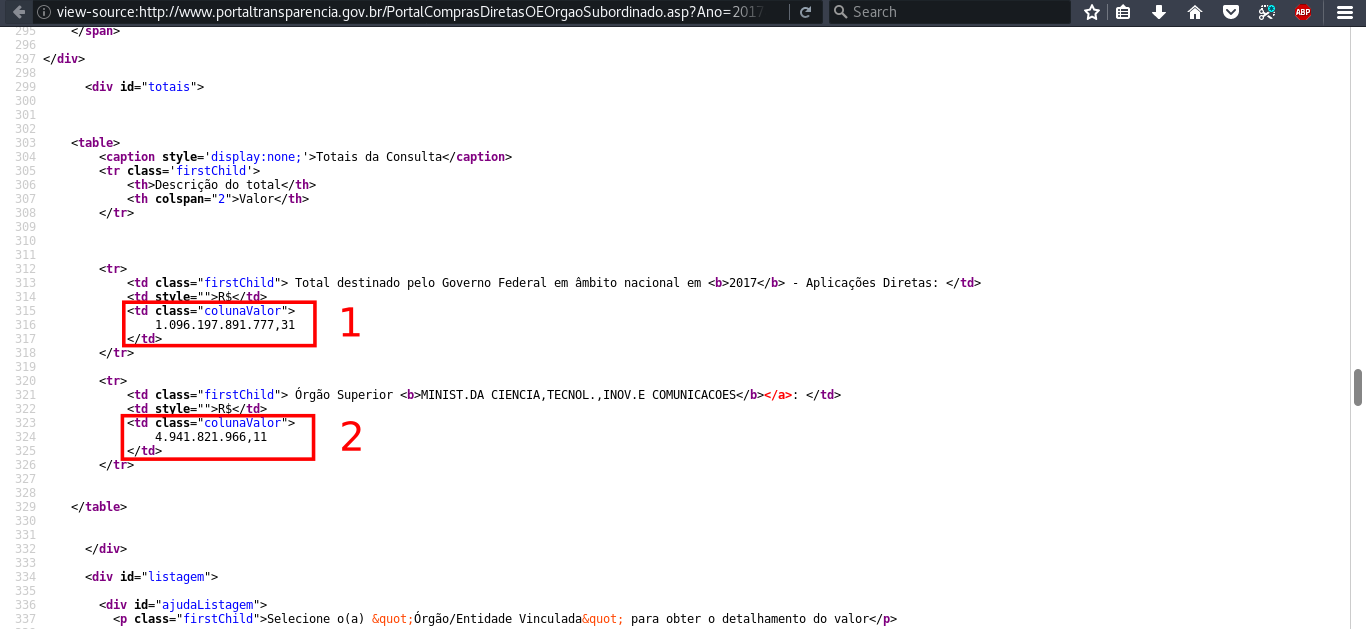 view-source:http://www.portaltransparencia.gov.br/PortalComprasDiretasOEOrgaoSubordinado.asp?Ano=2017
Search
ABP
295 </span>
296
297 </div>
298
299 <div id="totais">
300
301
302
303 <table>
304 <caption style='display:none;'>Totais da Consulta</caption>
305 <tr class='firstChild'>
306 <th>Descrição do total</th>
307 <th colspan="2">Valor</th>
308 </tr>
309
310
311
312 <tr>
313 <td class="firstChild"> Total destinado pelo Governo Federal em âmbito nacional em <b>2017</b> - Aplicações Diretas: </td>
314 <td style="">R$</td>
315 <td class="colunaValor">
316 1.096.197.891.777,31
317 </td>
1
318 </tr>
319
320 <tr>
321 <td class="firstChild"> Órgão Superior <b>MINIST.DA CIENCIA,TECNOL.,INOV.E COMUNICACOES</b></a>: </td>
322 <td style="">R$</td>
323 <td class="colunaValor">
324 4.941.821.966,11
325 </td>
2
326 </tr>
327
328
329 </table>
330
331
332 </div>
333
334 <div id="listagem">
335
336 <div id="ajudaListagem">
337 <p class="firstChild">Selecione o(a) &quot;Órgão/Entidade Vinculada&quot; para obter o detalhamento do valor</p>